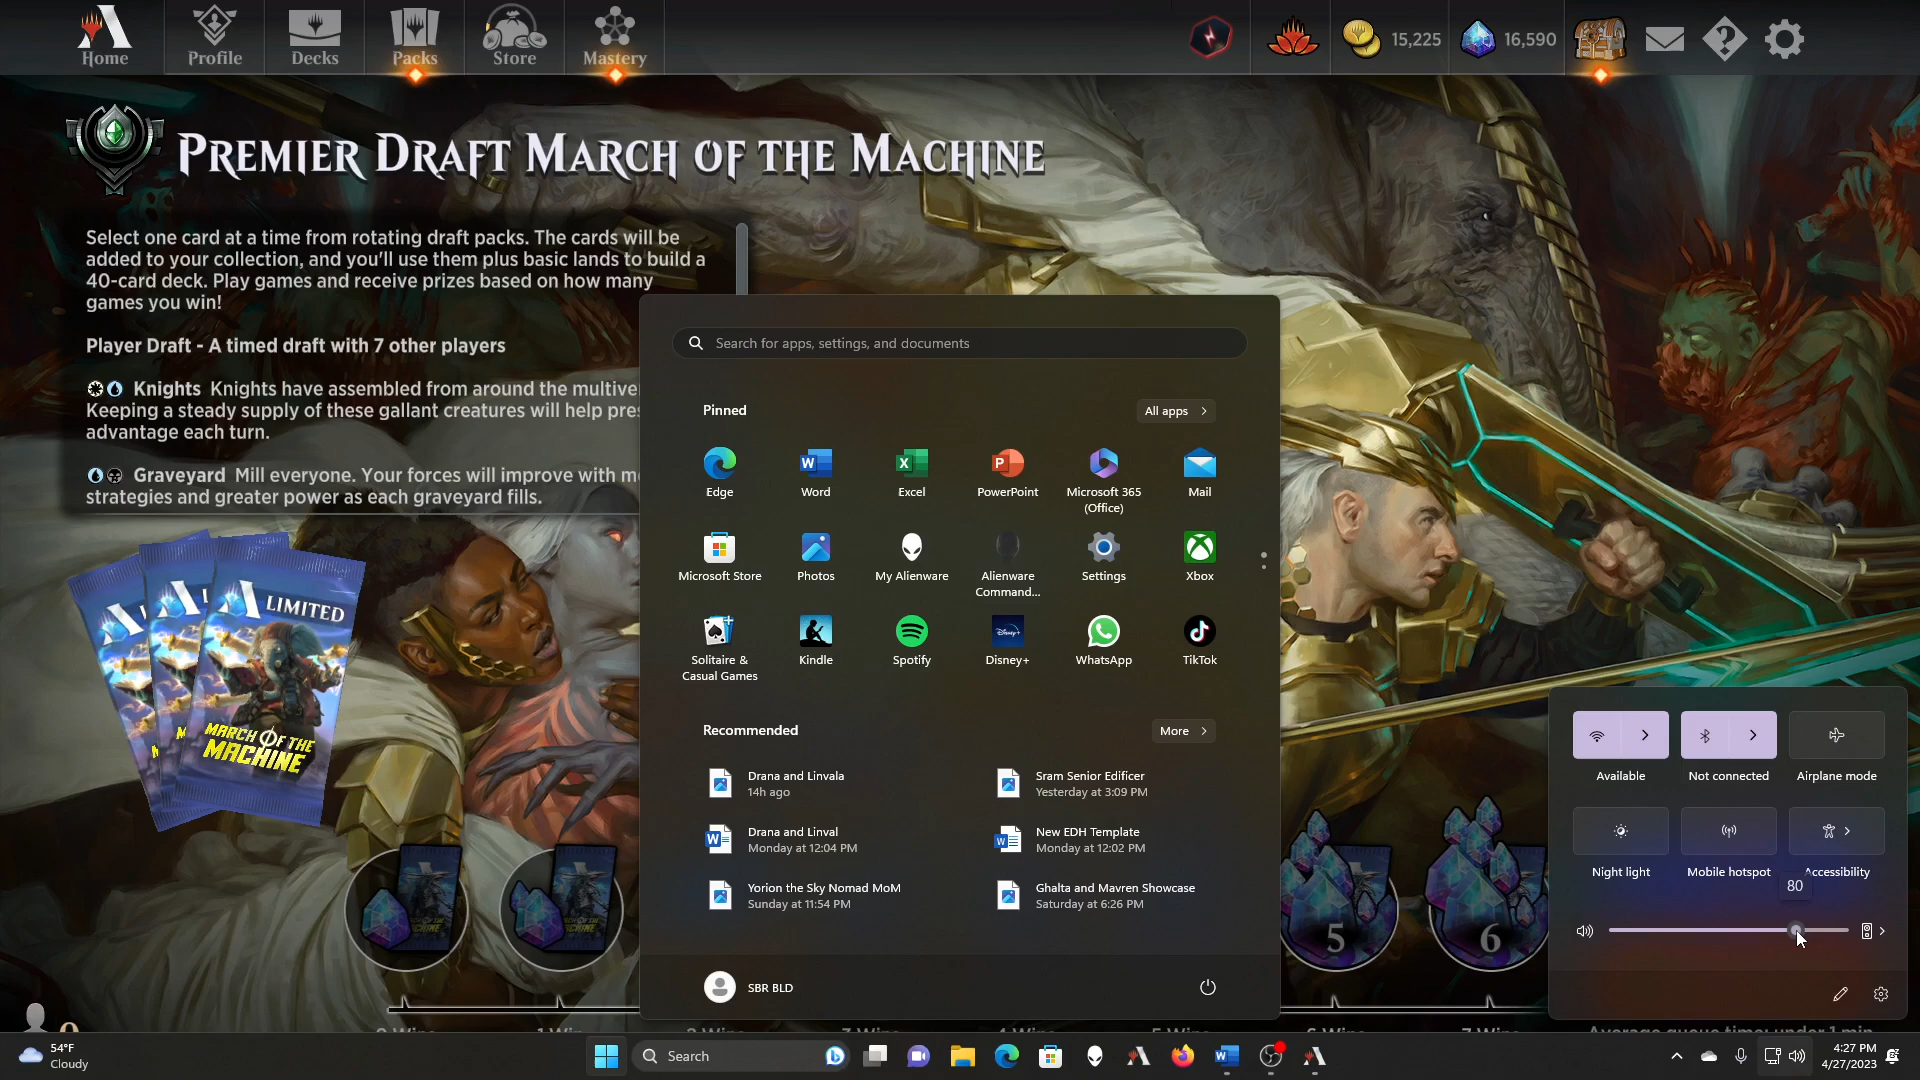 Home
Profile
Decks
Packs
Store
Mastery
15,225
16,590
PREMIER DRAFT MARCH OF THE MACHINE
Select one card at a time from rotating draft packs. The cards will be
added to your collection, and you'll use them plus basic lands to build a
40-card deck. Play games and receive prizes based on how many
games you win!
Player Draft - A timed draft with 7 other players
Knights Knights have assembled from around the
Keeping a steady supply of these gallant creatures will help
advantage each turn.
Graveyard Mill everyone. Your forces will improve with
strategies and greater power as each graveyard fills.
LIMITED
MARCH OF THE
MACHINE
Search for apps, settings, and documents
Pinned
All apps
Edge
Word
Excel
PowerPoint
Microsoft 365
(Office)
Mail
Microsoft Store
Photos
My Alienware
Alienware
Command...
Settings
Xbox
Solitaire &
Casual Games
Kindle
Spotify
Disney+
WhatsApp
TikTok
Recommended
More
Drana and Linvala
14h ago
Sram Senior Edificer
Yesterday at 3:09 PM
Drana and Linval
Monday at 12:04 PM
New EDH Template
Monday at 12:02 PM
Yorion the Sky Nomad MoM
Sunday at 11:54 PM
Ghalta and Mavren Showcase
Saturday at 6:26 PM
SBR BLD
5
6
Available
Not connected
Airplane mode
Night light
Mobile hotspot
Accessibility
80
54°F
Cloudy
Search
4:27 PM
4/27/2023